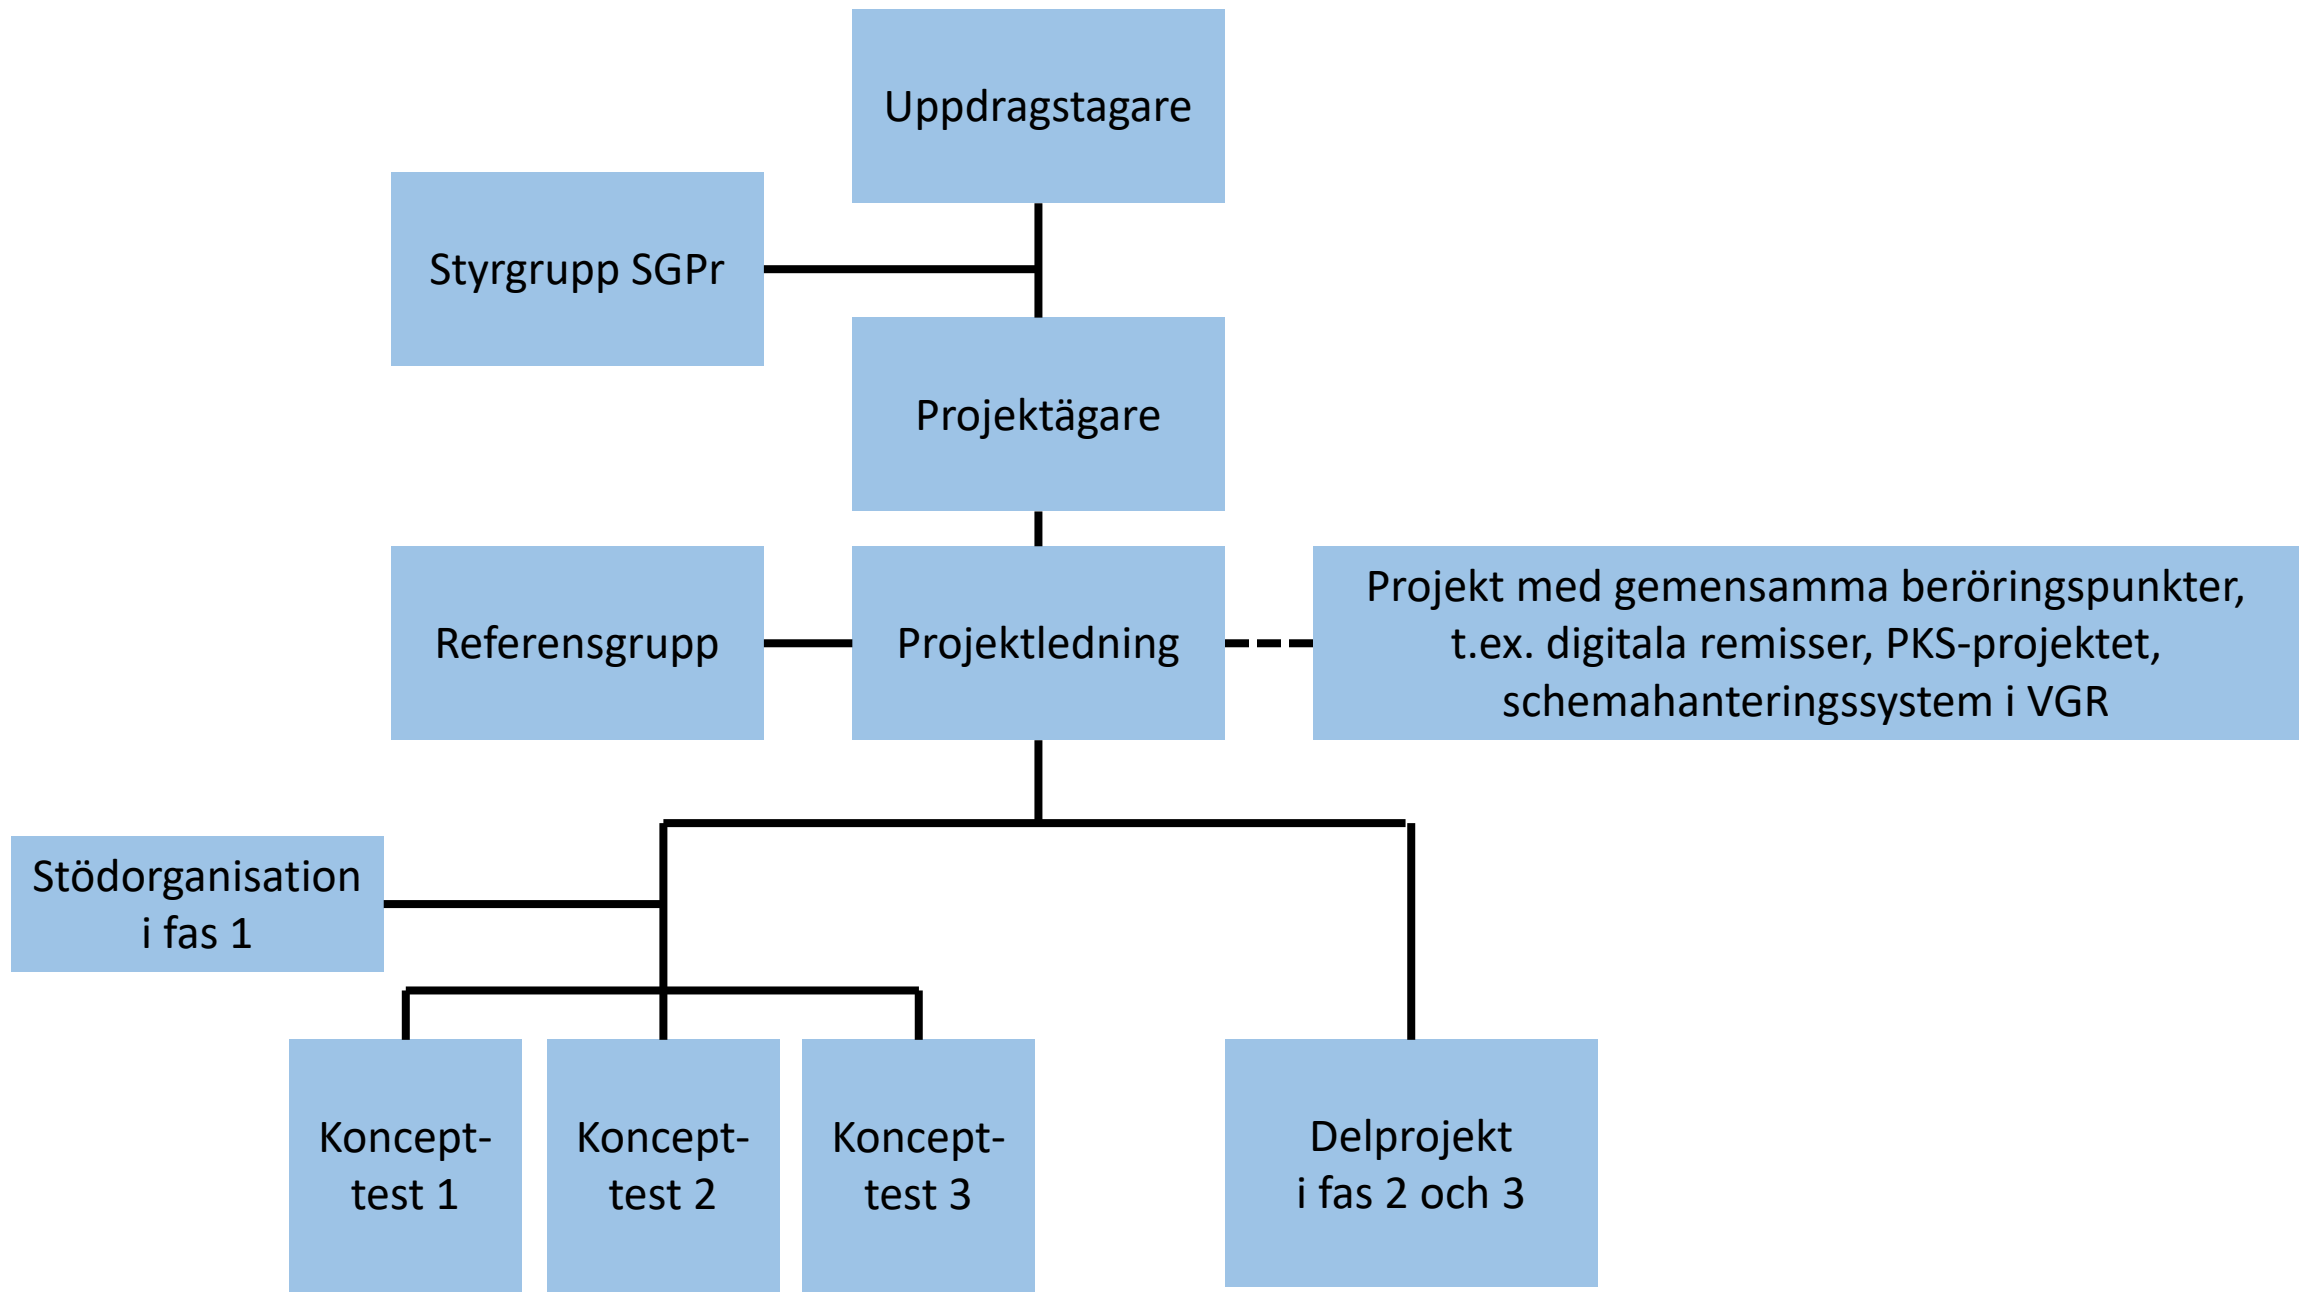 Uppdragstagare
Styrgrupp SGPr
Projektägare
Referensgrupp
Projektledning
Projekt med gemensamma beröringspunkter,
t.ex. digitala remisser, PKS-projektet,
schemahanteringssystem i VGR
Stödorganisation
i fas 1
Koncept-
test 1
Koncept-
test 2
Koncept-
test 3
Delprojekt
i fas 2 och 3